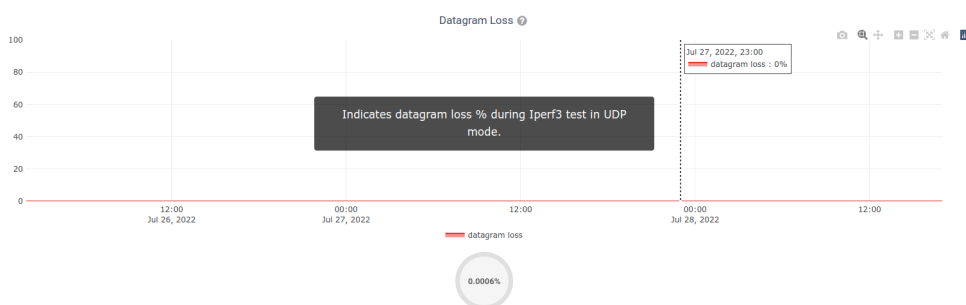 Datagram Loss
100
Jul 27, 2022, 23:00
datagram loss : 0%
80
Indicates datagram loss % during Iperf3 test in UDP
mode.
60
40
20
0
12:00
Jul 26, 2022
00:00
Jul 27, 2022
12:00
00:00
Jul 28, 2022
12:00
datagram loss
0.0006%